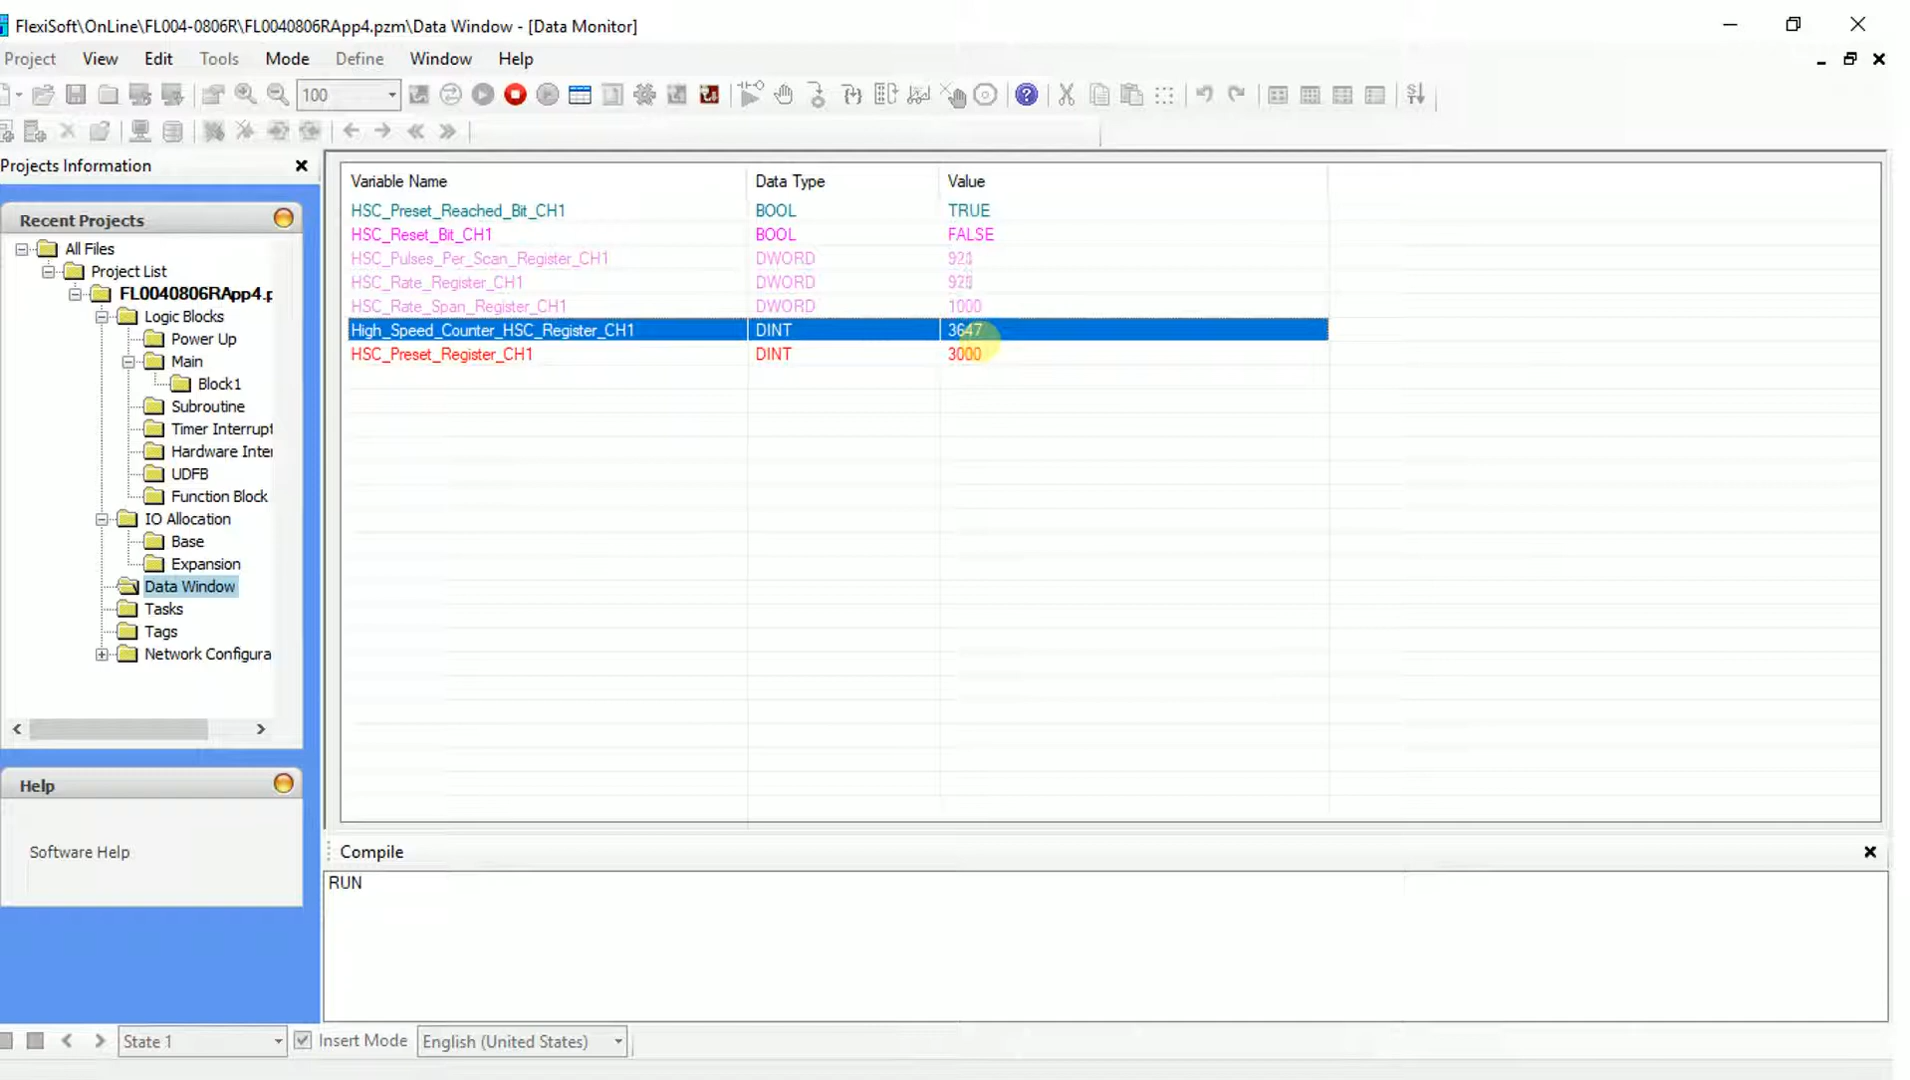 FlexiSoft\OnLine\FL004-0806R\FL0040806RApp4.pzm\Data Window - [Data Monitor]
Project View Edit Tools Mode Define Window Help
100
Projects Information
Recent Projects
All Files
Project List
FL0040806RApp4.p
Logic Blocks
Power Up
Main
Block1
Subroutine
Timer Interrupt
Hardware Inter
UDFB
Function Block
IO Allocation
Base
Expansion
Data Window
Tasks
Tags
Network Configura
Help
Software Help
Variable Name Data Type Value
HSC_Preset_Reached_Bit_CH1 BOOL TRUE
HSC_Reset_Bit_CH1 BOOL FALSE
HSC_Pulses_Per_Scan_Register_CH1 DWORD
HSC_Rate_Register_CH1 DWORD
HSC_Rate_Span_Register_CH1 DWORD 1000
High_Speed_Counter_HSC_Register_CH1 DINT 3647
HSC_Preset_Register_CH1 DINT 3000
Compile
RUN
State 1 Insert Mode English (United States)